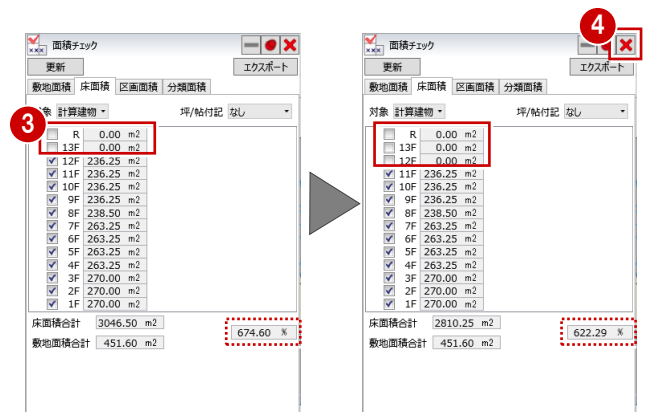 4
面積チェック
更新 エクスポート
敷地面積 床面積 区画面積 分類面積
対象 計算建物 坪/帖付記 なし
3
R 0.00 m2
13F 0.00 m2
12F 236.25 m2
11F 236.25 m2
10F 236.25 m2
9F 236.25 m2
8F 238.50 m2
7F 263.25 m2
6F 263.25 m2
5F 263.25 m2
4F 263.25 m2
3F 270.00 m2
2F 270.00 m2
1F 270.00 m2
床面積合計 3046.50 m2
674.60 %
敷地面積合計 451.60 m2
面積チェック
更新 エクスポート
敷地面積 床面積 区画面積 分類面積
対象 計算建物 坪/帖付記 なし
R 0.00 m2
13F 0.00 m2
12F 0.00 m2
11F 236.25 m2
10F 236.25 m2
9F 236.25 m2
8F 238.50 m2
7F 263.25 m2
6F 263.25 m2
5F 263.25 m2
4F 263.25 m2
3F 270.00 m2
2F 270.00 m2
1F 270.00 m2
床面積合計 2810.25 m2
622.29 %
敷地面積合計 451.60 m2